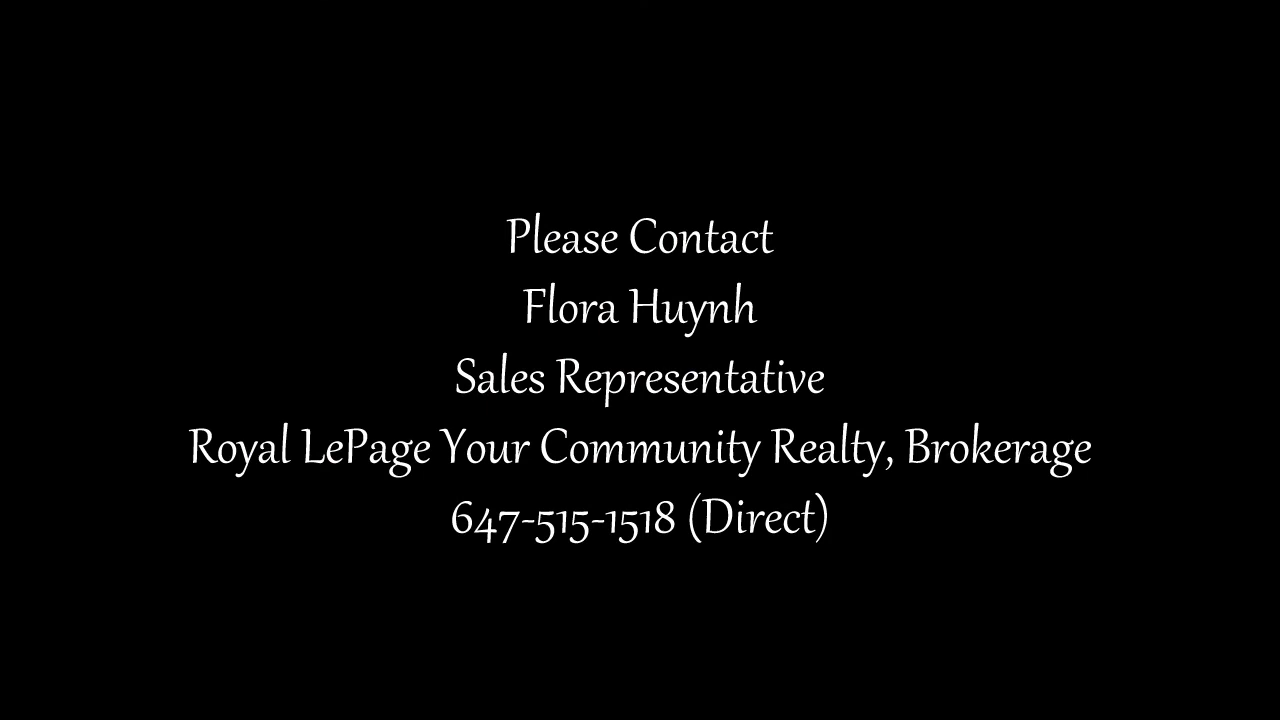 Please Contact
Flora Huynh
Sales Representative
Royal LePage Your Community Realty, Brokerage
647-515-1518 (Direct)